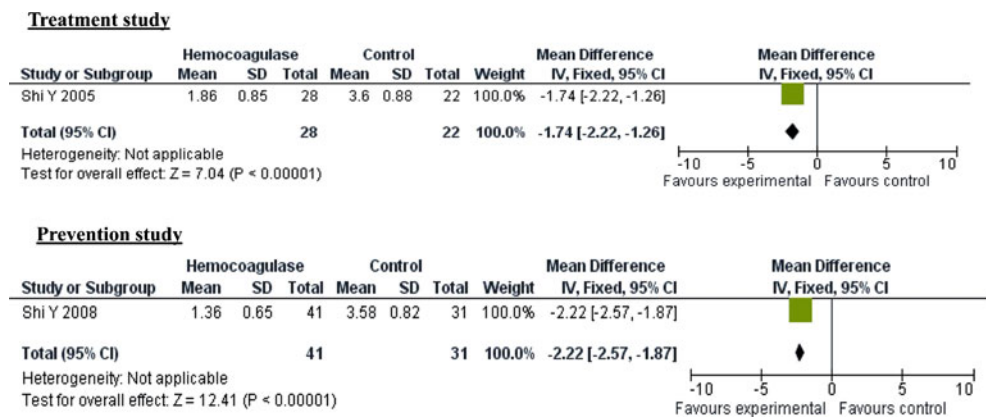 Treatment study
Hemocoagulase Control Mean Difference Mean Difference
Study or Subgroup Mean SD Total Mean SD Total Weight IV, Fixed, 95% CI IV, Fixed, 95% CI
Shi Y 2005 1.86 0.85 28 3.6 0.88 22 100.0% -1.74 [-2.22, -1.26]
Total (95% CI) 28 22 100.0% -1.74 [-2.22, -1.26]
Heterogeneity: Not applicable
Test for overall effect: Z = 7.04 (P < 0.00001)
-10 -5 0 5 10
Favours experimental Favours control
Prevention study
Hemocoagulase Control Mean Difference Mean Difference
Study or Subgroup Mean SD Total Mean SD Total Weight IV, Fixed, 95% CI IV, Fixed, 95% CI
Shi Y 2008 1.36 0.65 41 3.58 0.82 31 100.0% -2.22 [-2.57, -1.87]
Total (95% CI) 41 31 100.0% -2.22 [-2.57, -1.87]
Heterogeneity: Not applicable
Test for overall effect: Z = 12.41 (P < 0.00001)
-10 -5 0 5 10
Favours experimental Favours control